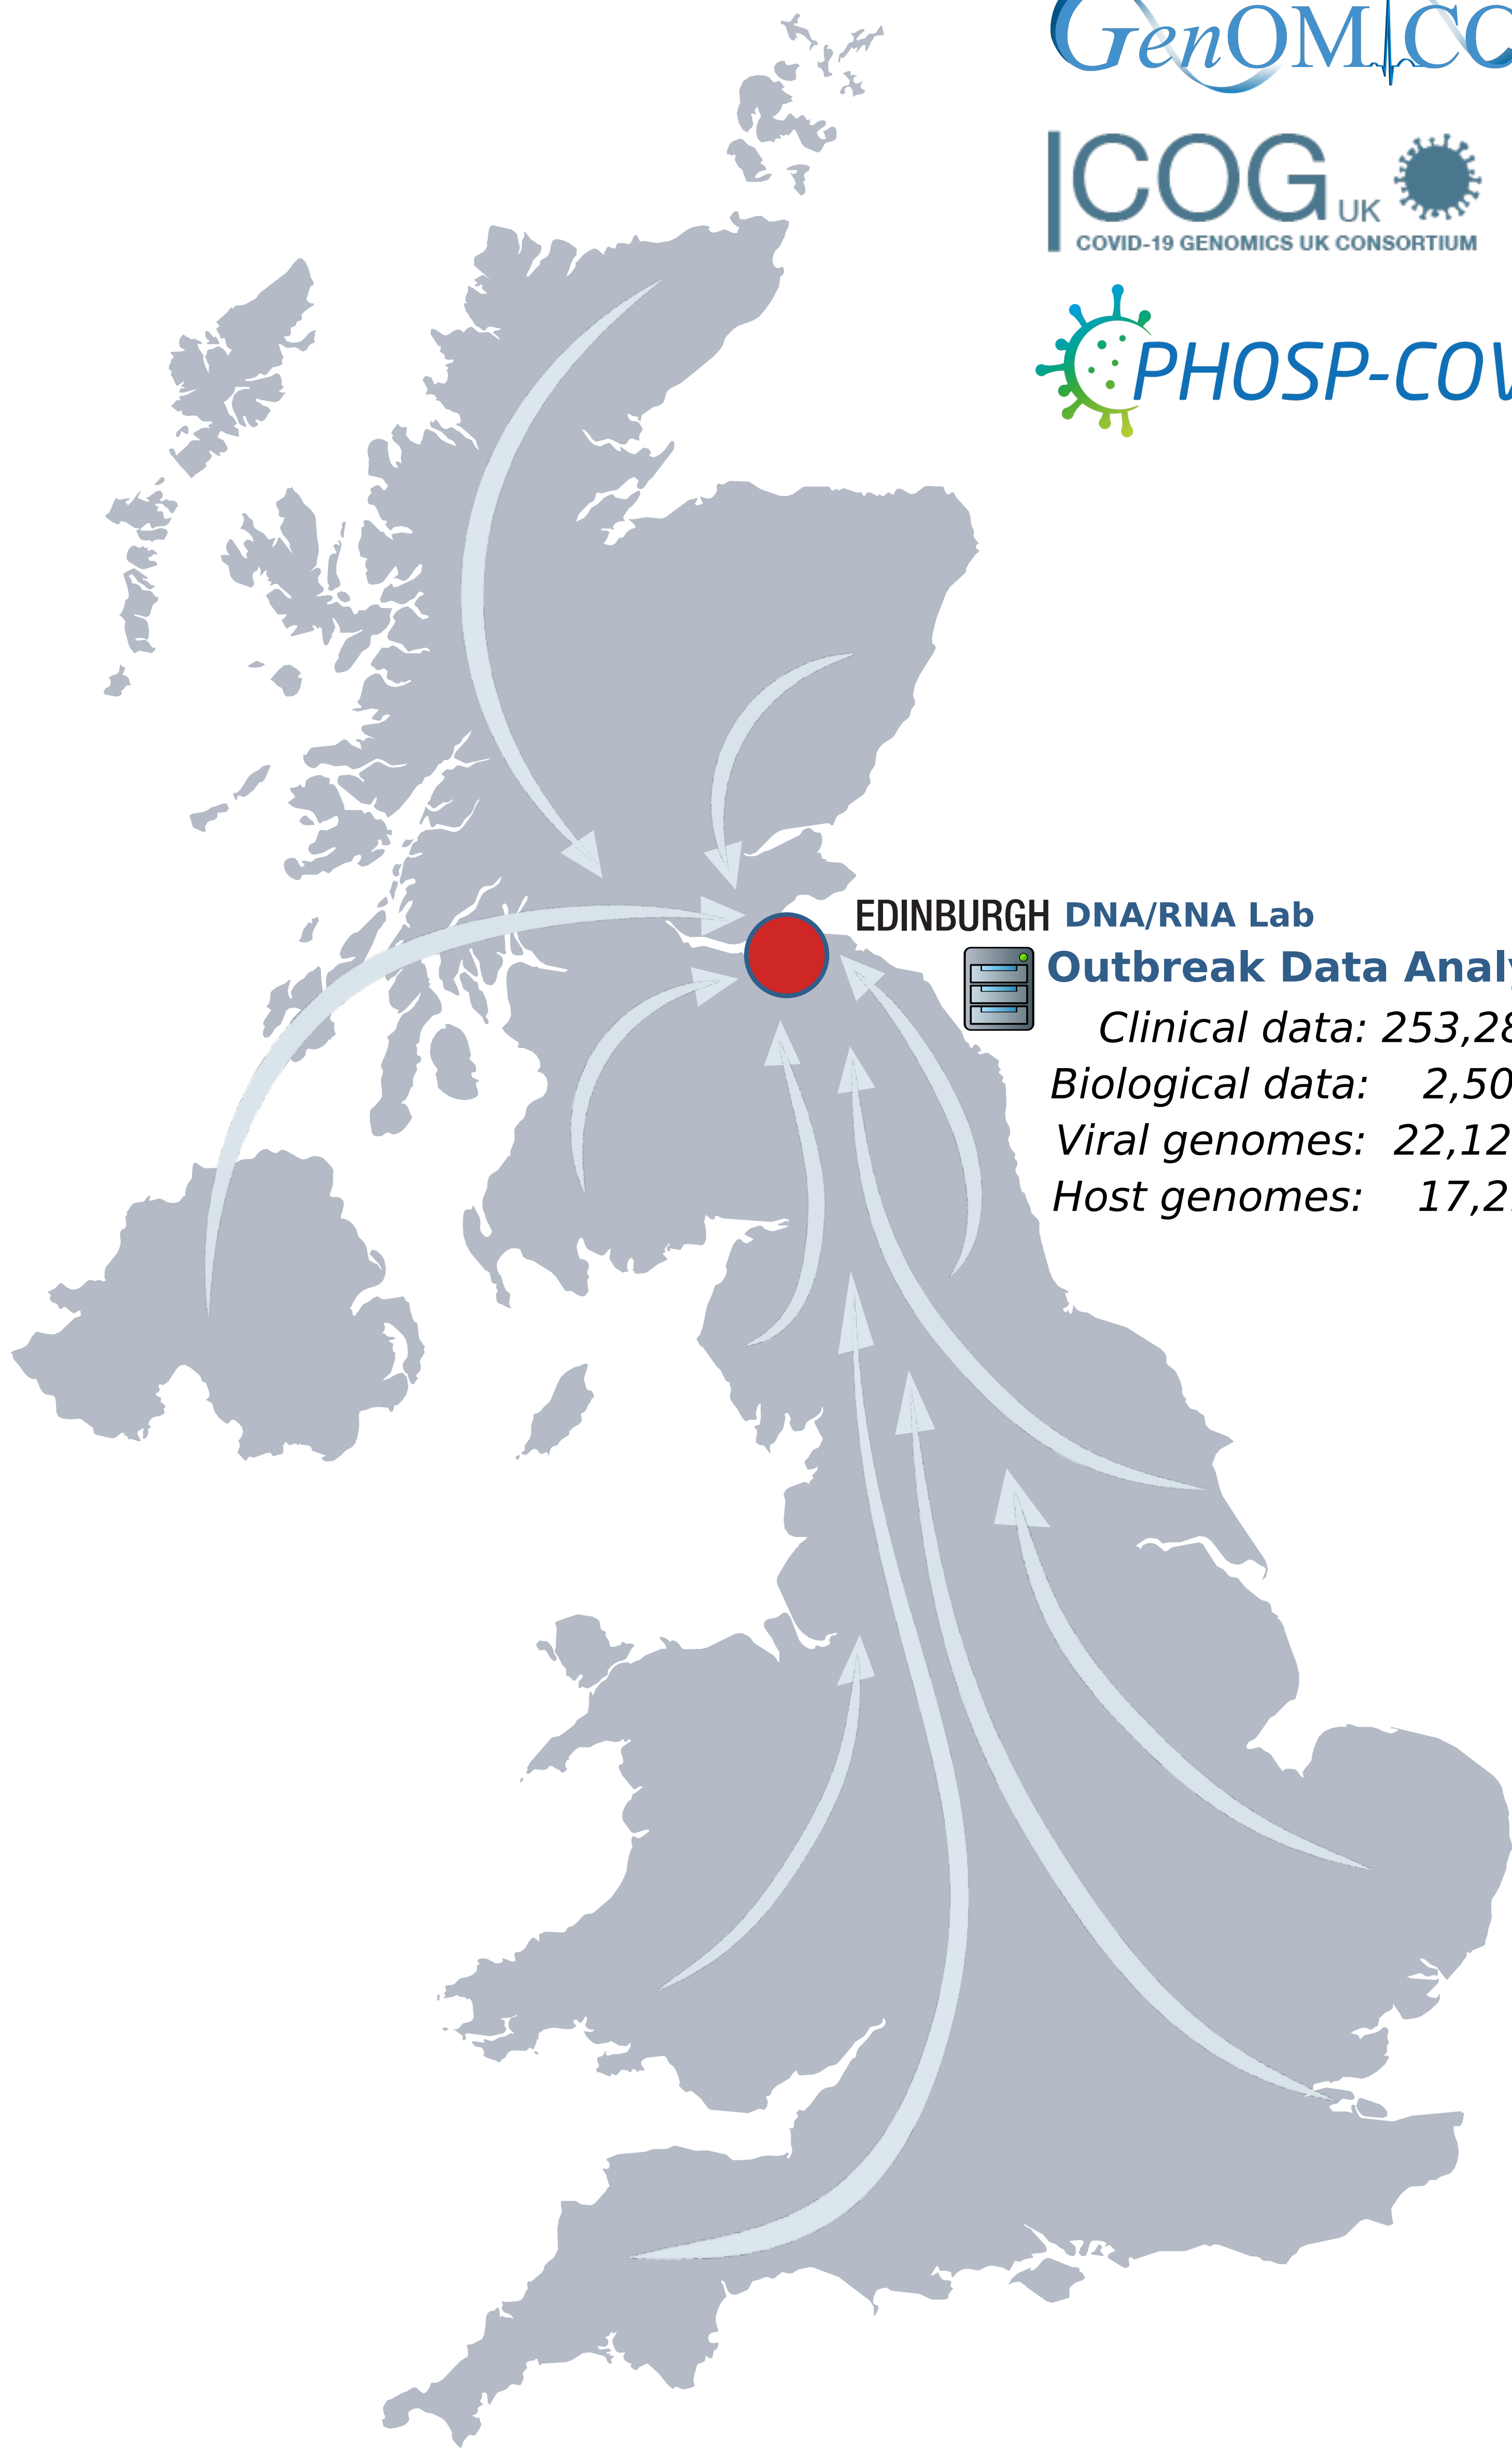 GenOMICC
COG UK
COVID-19 GENOMICS UK CONSORTIUM
PHOSP-COV
EDINBURGH DNA/RNA Lab
Outbreak Data Analy
Clinical data: 253,28
Biological data: 2,50
Viral genomes: 22,12
Host genomes: 17,2